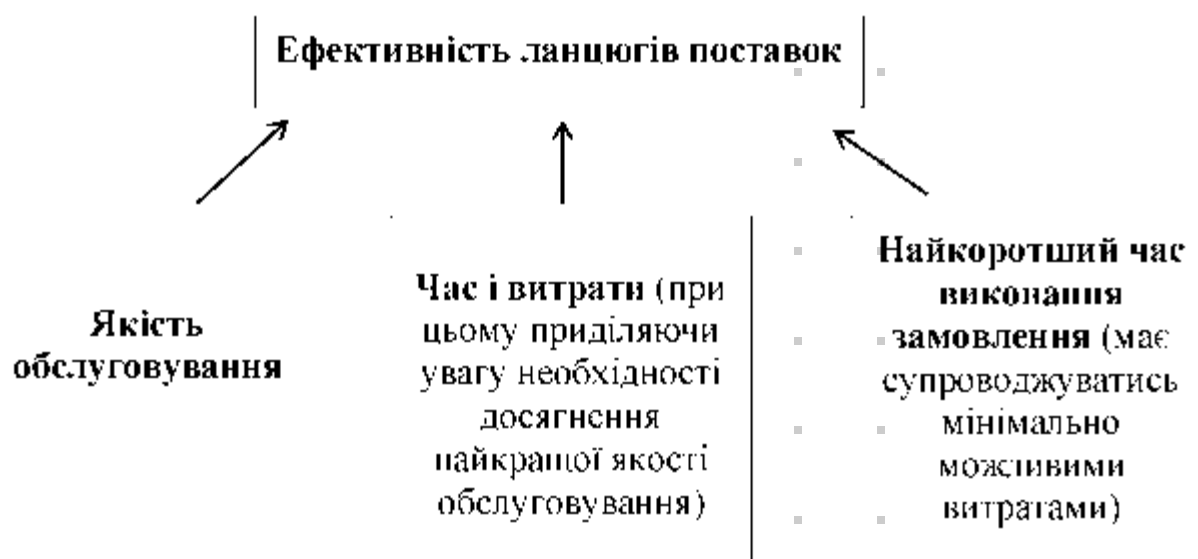 Ефективність ланцюгів поставок
Якість
обслуговування
Час і витрати (при
цьому приділяючи
увагу необхідності
досягнення
найкращої якості
обслуговування)
Найкоротший час
виконання
замовлення (має
супроводжуватись
мінімально
можливими
витратами)